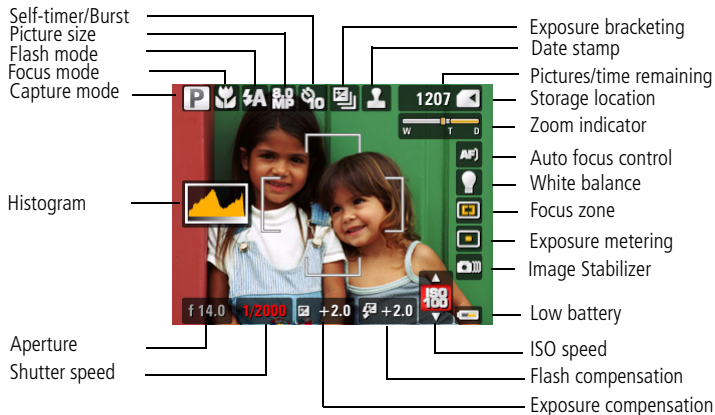 Self-timer/Burst
Picture size
Flash mode
Focus mode
Capture mode
Exposure bracketing
Date stamp
Pictures/time remaining
Storage location
Zoom indicator
P
A
8.0 MP
10
1207
W T D
AF
Auto focus control
White balance
Focus zone
Exposure metering
Image Stabilizer
Histogram
ISO 100
f 14.0 1/2000 +2.0 +2.0
Low battery
Aperture
Shutter speed
ISO speed
Flash compensation
Exposure compensation